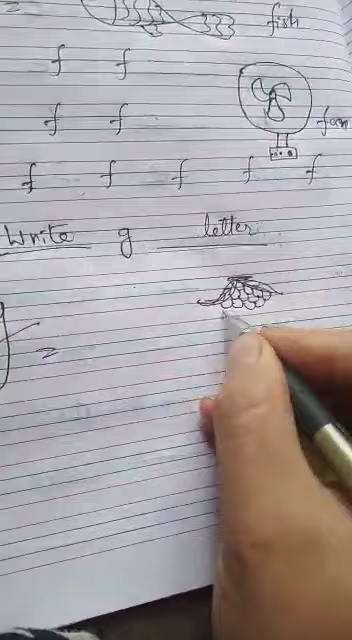 = fish
f f
f f fan
f f f f f
Write g letter
g =